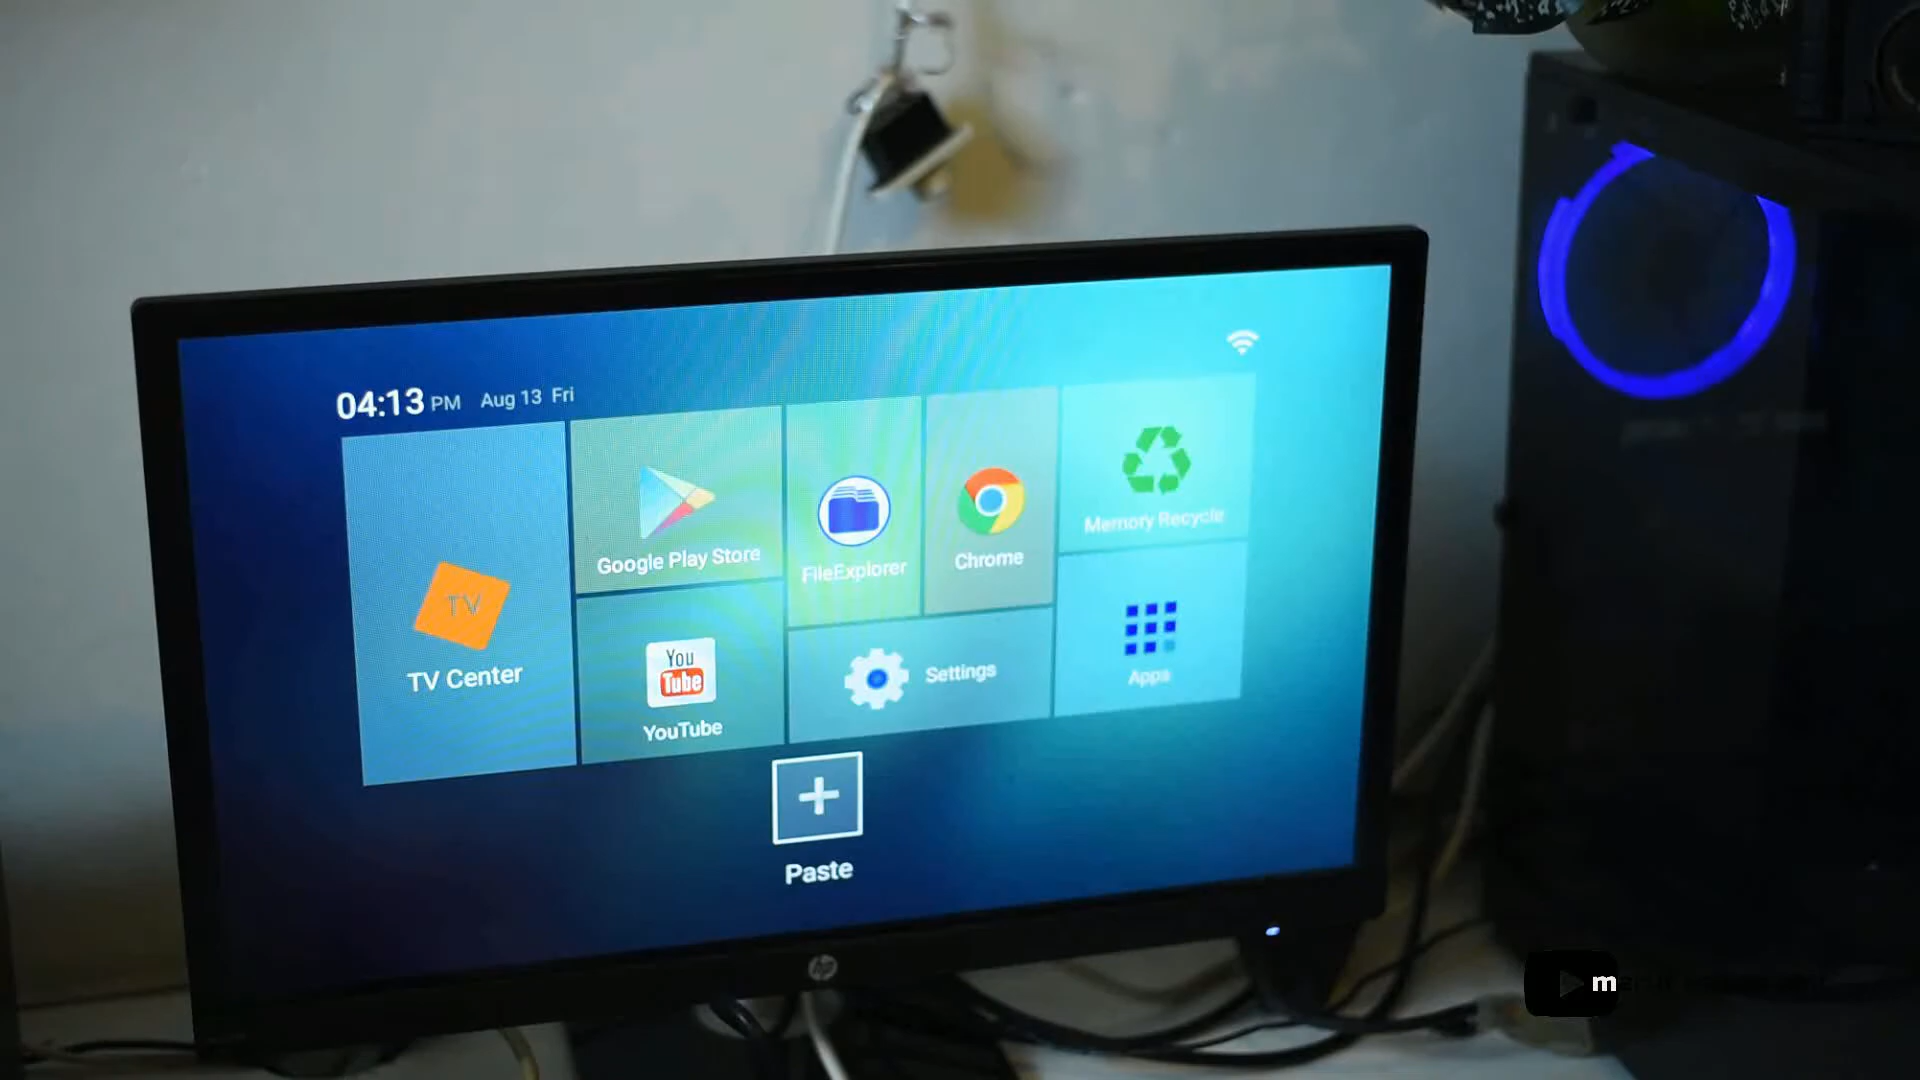 04:13 PM Aug 13 Fri
TV
TV Center
Google Play Store
FileExplorer
Chrome
Memory Recycle
You
Tube
YouTube
Settings
Apps
Paste
hp
m